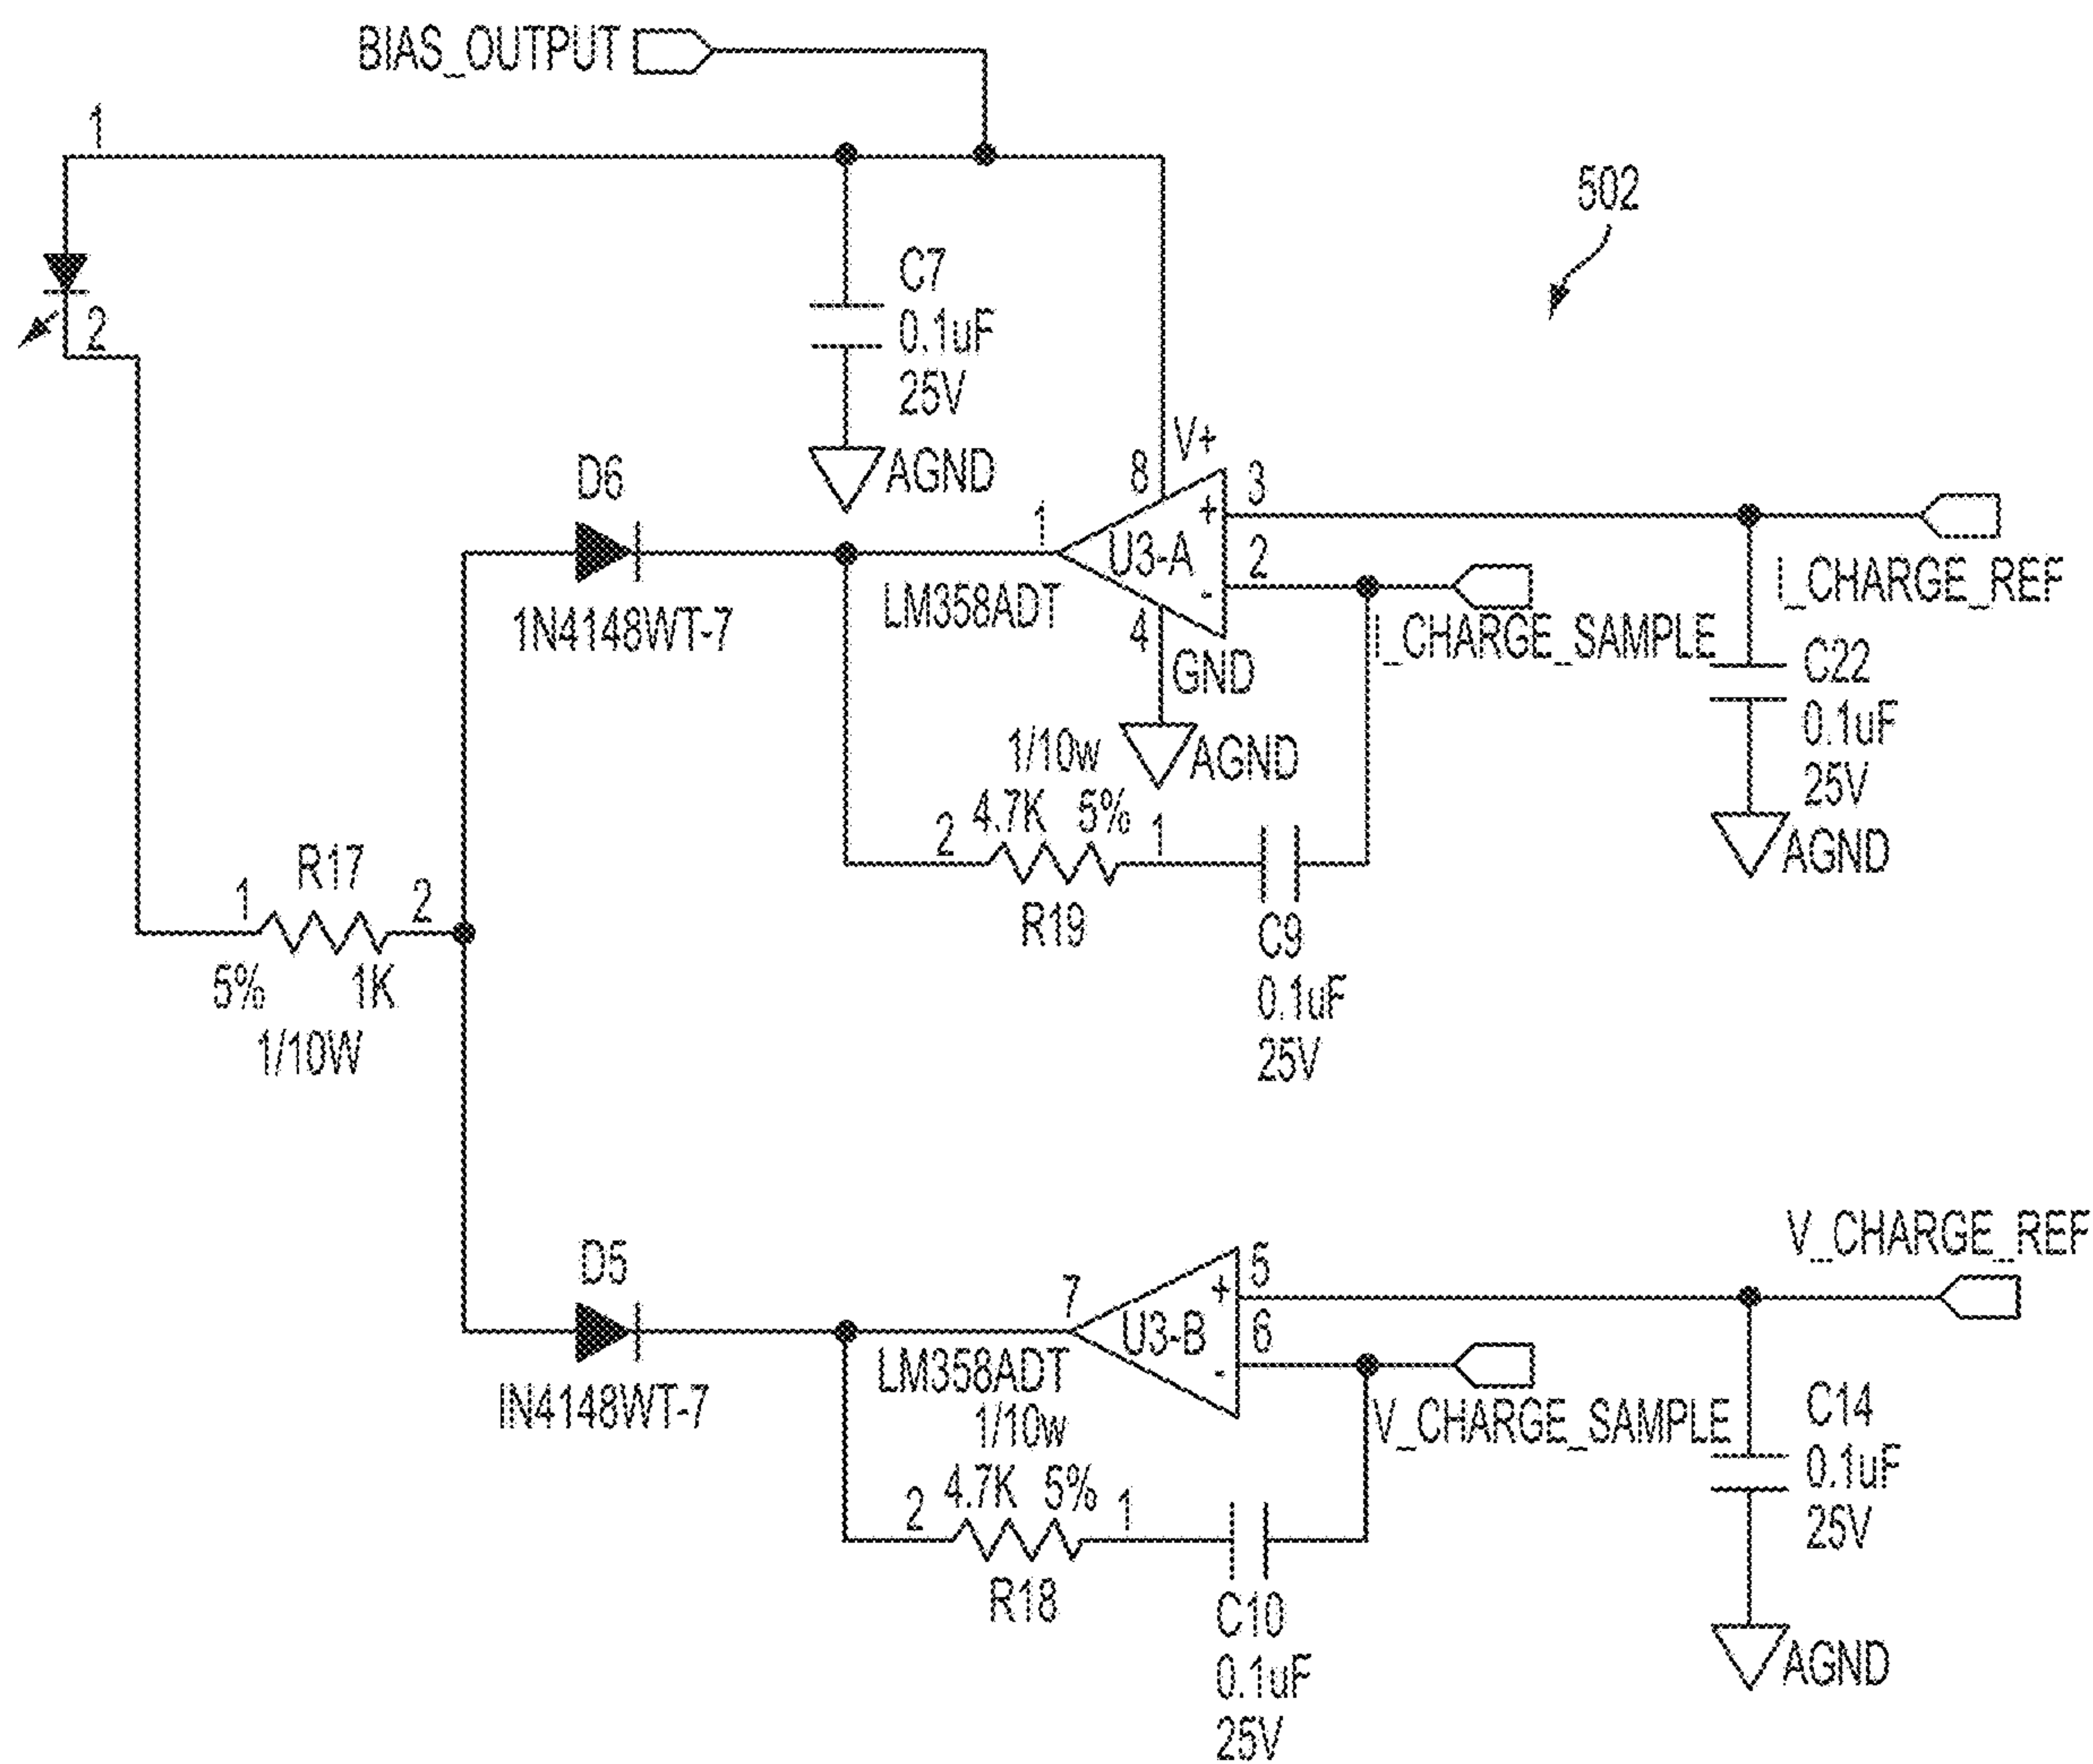 BIAS_OUTPUT
1
502
2
C7
0.1uF
25V
AGND
V+
8
D6
1
+
3
U3-A
2
-
I_CHARGE_REF
1N4148WT-7
LM358ADT
4
GND
I_CHARGE_SAMPLE
C22
0.1uF
25V
AGND
1/10w
AGND
2
4.7K 5%
1
R19
C9
0.1uF
25V
R17
1
2
5% 1K
1/10W
V_CHARGE_REF
D5
7
+
5
U3-B
6
-
IN4148WT-7
LM358ADT
V_CHARGE_SAMPLE
C14
0.1uF
25V
AGND
1/10w
2
4.7K 5%
1
R18
C10
0.1uF
25V